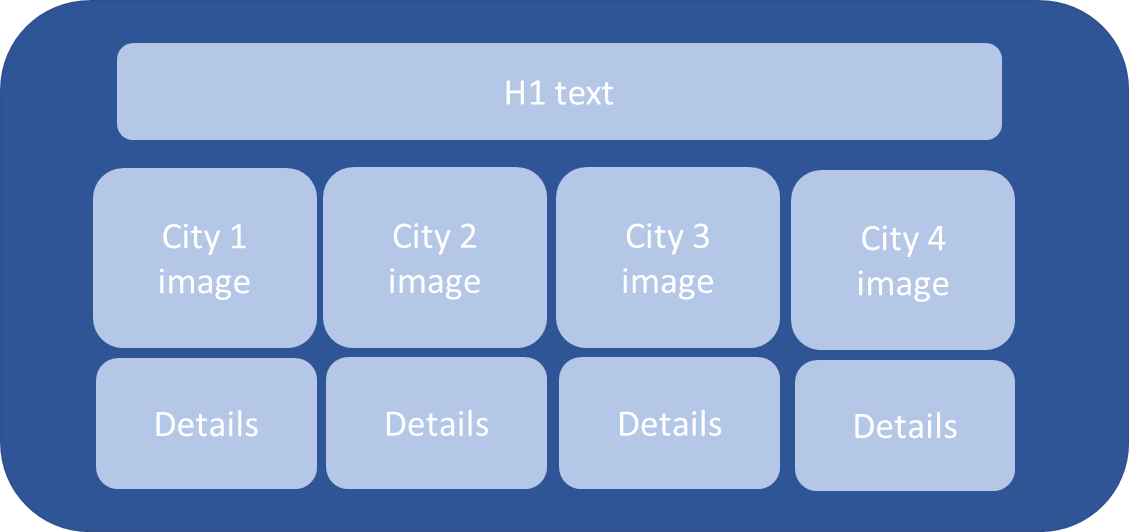 H1 text
City 1
image
City 2
image
City 3
image
City 4
image
Details
Details
Details
Details